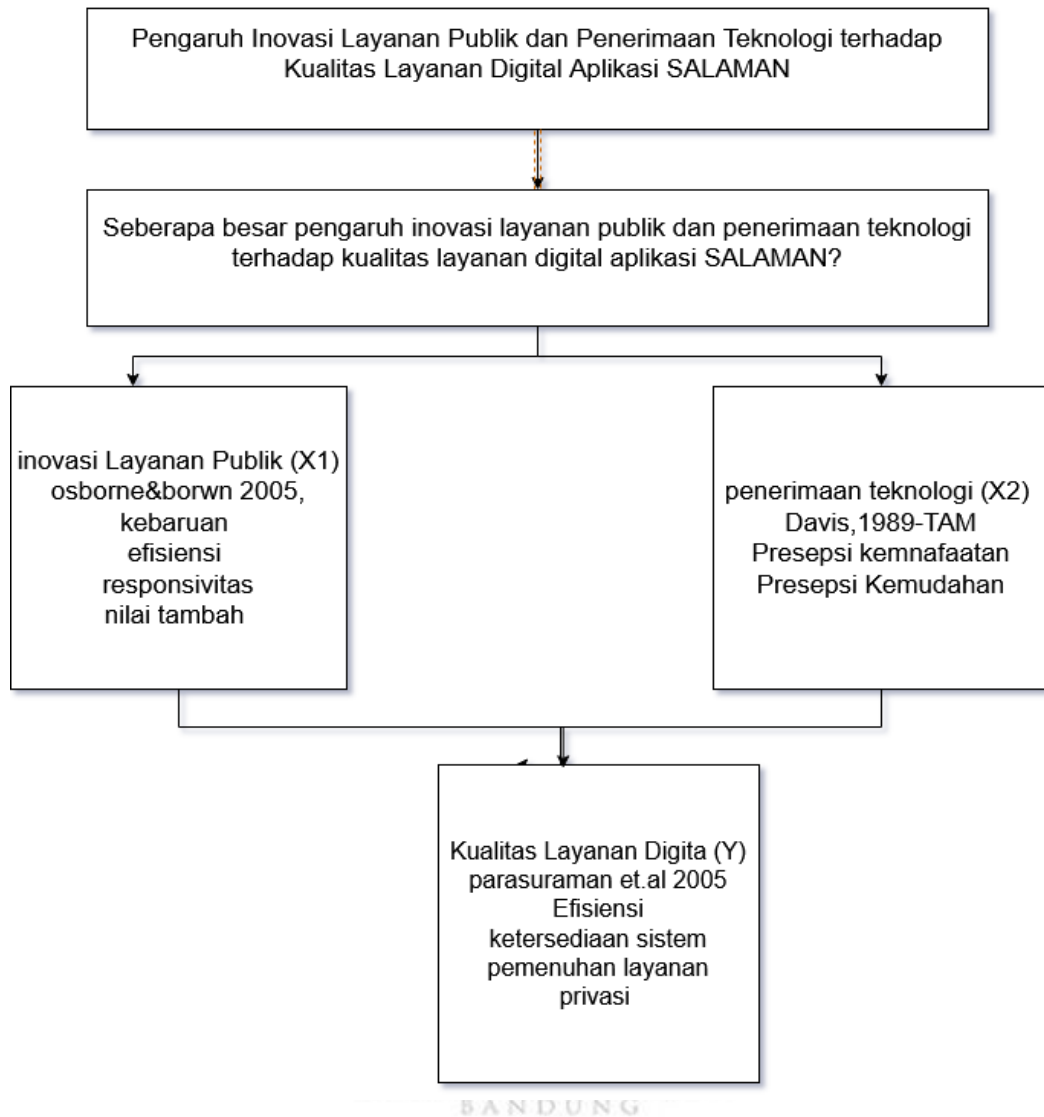 Pengaruh Inovasi Layanan Publik dan Penerimaan Teknologi terhadap
Kualitas Layanan Digital Aplikasi SALAMAN
Seberapa besar pengaruh inovasi layanan publik dan penerimaan teknologi
terhadap kualitas layanan digital aplikasi SALAMAN?
inovasi Layanan Publik (X1)
osborne&borwn 2005,
kebaruan
efisiensi
responsivitas
nilai tambah
penerimaan teknologi (X2)
Davis,1989-TAM
Presepsi kemnafaatan
Presepsi Kemudahan
Kualitas Layanan Digita (Y)
parasuraman et.al 2005
Efisiensi
ketersediaan sistem
pemenuhan layanan
privasi
BANDUNG